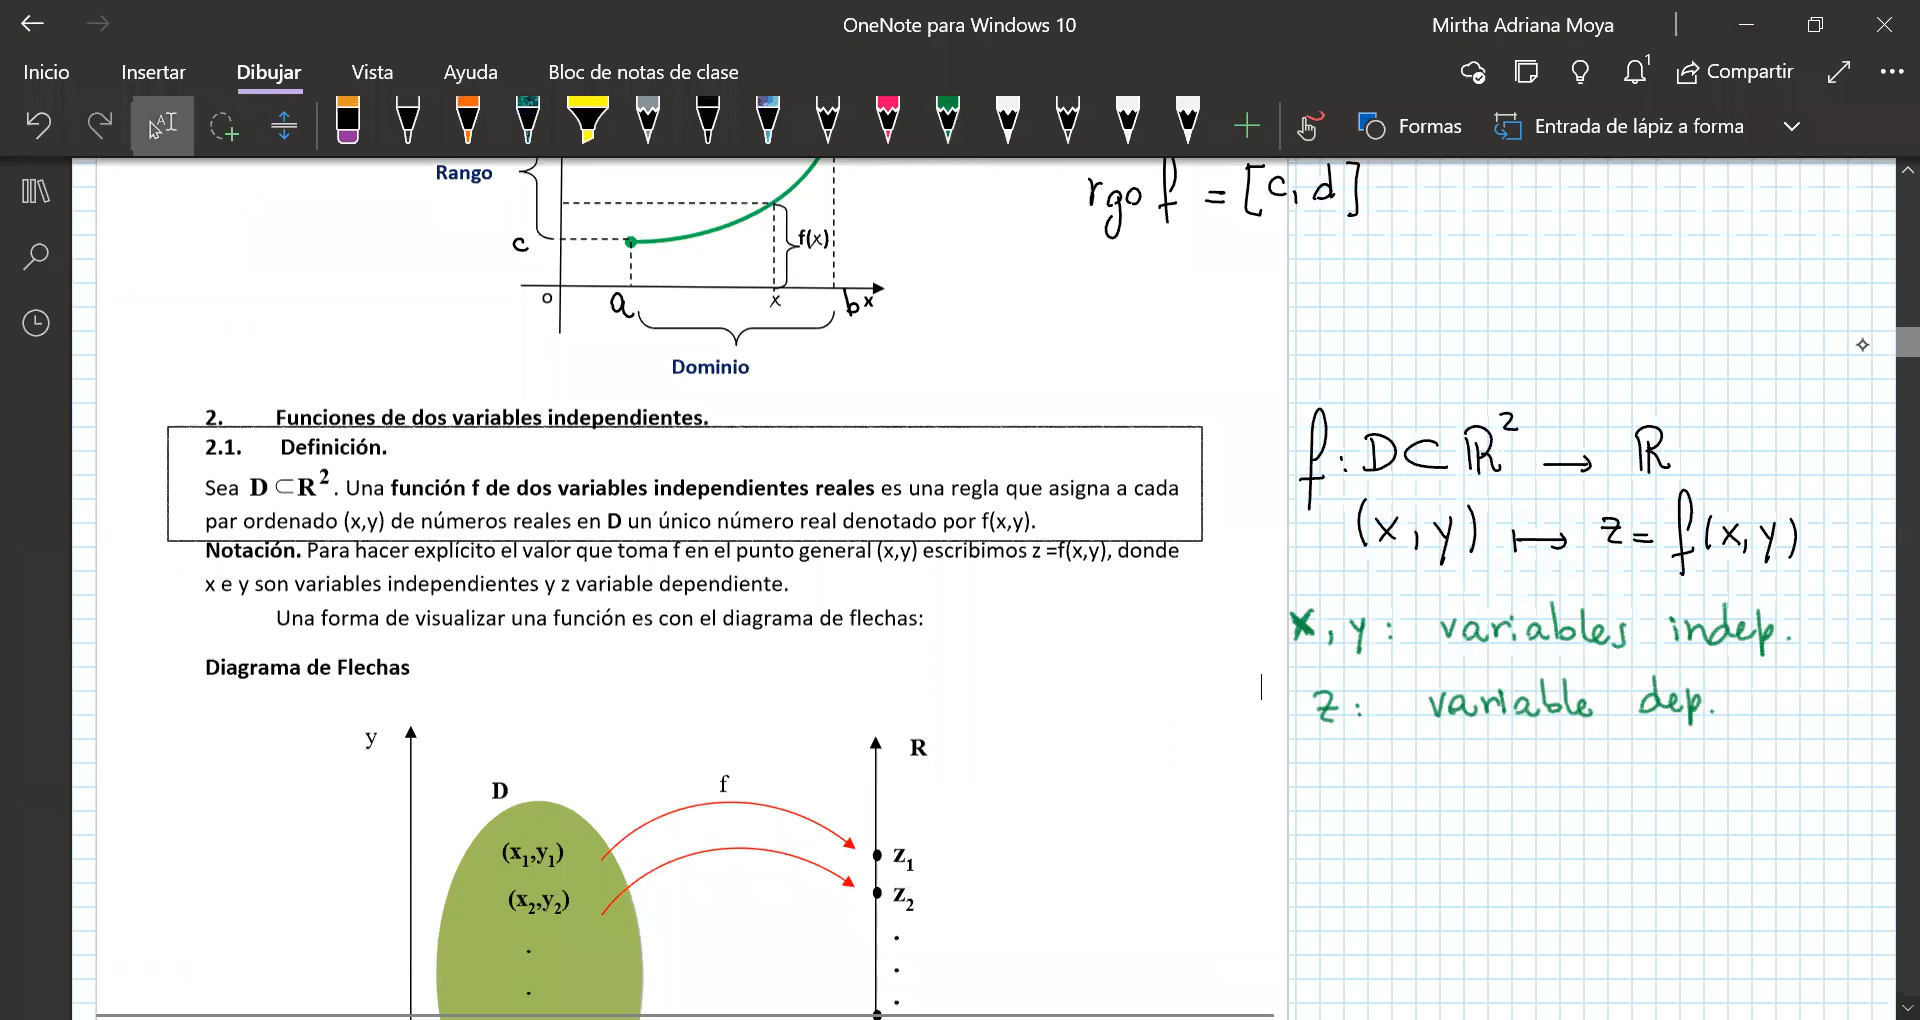 OneNote para Windows 10
Mirtha Adriana Moya
Inicio Insertar Dibujar Vista Ayuda Bloc de notas de clase
1
Compartir
AI
Formas
Entrada de lápiz a forma
Rango
c
f(x)
o
a
x
b
x
Dominio
rgo f = [c, d]
2. Funciones de dos variables independientes.
2.1. Definición.
Sea D ⊂ R². Una función f de dos variables independientes reales es una regla que asigna a cada
par ordenado (x,y) de números reales en D un único número real denotado por f(x,y).
Notación. Para hacer explícito el valor que toma f en el punto general (x,y) escribimos z =f(x,y), donde
x e y son variables independientes y z variable dependiente.
Una forma de visualizar una función es con el diagrama de flechas:
Diagrama de Flechas
y
D
f
R
(x₁,y₁)
(x₂,y₂)
.
.
z₁
z₂
.
.
.
f : D ⊂ ℝ² → ℝ
(x, y) ↦ z = f(x, y)
x, y : variables indep.
z : variable dep.